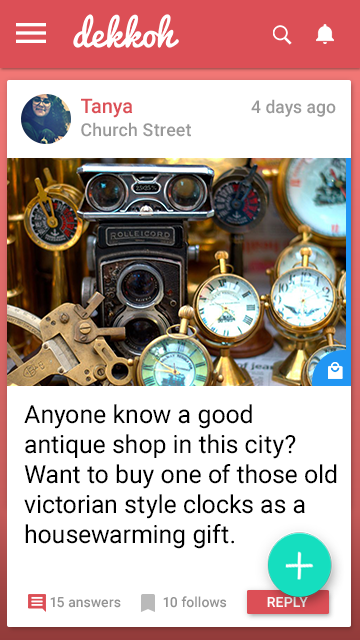 dekkoh
Tanya
4 days ago
Church Street
ROLLEICORD
Anyone know a good
antique shop in this city?
Want to buy one of those old
victorian style clocks as a
housewarming gift.
15 answers
10 follows
REPLY